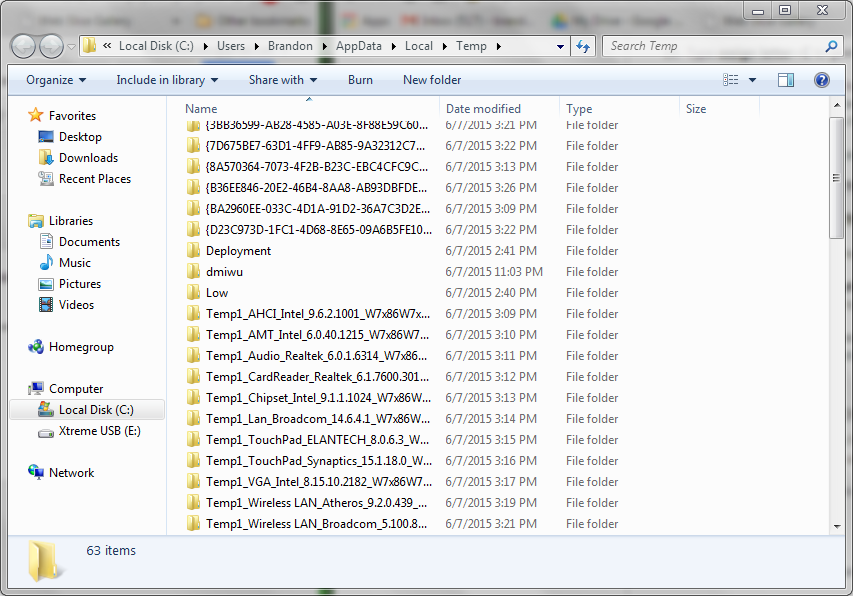 « Local Disk (C:) Users Brandon AppData Local Temp Search Temp
Organize Include in library Share with Burn New folder
Favorites
Desktop
Downloads
Recent Places
Libraries
Documents
Music
Pictures
Videos
Homegroup
Computer
Local Disk (C:)
Xtreme USB (E:)
Network
Name Date modified Type Size
{3BB36599-AB28-4585-A03E-8F88E59C60... 6/7/2015 3:21 PM File folder
{7D675BE7-63D1-4FF9-AB85-9A32312C7... 6/7/2015 3:22 PM File folder
{8A570364-7073-4F2B-B23C-EBC4CFC9C... 6/7/2015 3:13 PM File folder
{B36EE846-20E2-46B4-8AA8-AB93DBFDE... 6/7/2015 3:26 PM File folder
{BA2960EE-033C-4D1A-91D2-36A7C3D2E... 6/7/2015 3:09 PM File folder
{D23C973D-1FC1-4D68-8E65-09A6B5FE10... 6/7/2015 3:22 PM File folder
Deployment 6/7/2015 2:41 PM File folder
dmiwu 6/7/2015 11:03 PM File folder
Low 6/7/2015 2:40 PM File folder
Temp1_AHCI_Intel_9.6.2.1001_W7x86W7x... 6/7/2015 3:09 PM File folder
Temp1_AMT_Intel_6.0.40.1215_W7x86W7... 6/7/2015 3:10 PM File folder
Temp1_Audio_Realtek_6.0.1.6314_W7x86... 6/7/2015 3:11 PM File folder
Temp1_CardReader_Realtek_6.1.7600.301... 6/7/2015 3:12 PM File folder
Temp1_Chipset_Intel_9.1.1.1024_W7x86W... 6/7/2015 3:13 PM File folder
Temp1_Lan_Broadcom_14.6.4.1_W7x86W... 6/7/2015 3:14 PM File folder
Temp1_TouchPad_ELANTECH_8.0.6.3_W... 6/7/2015 3:15 PM File folder
Temp1_TouchPad_Synaptics_15.1.18.0_W... 6/7/2015 3:16 PM File folder
Temp1_VGA_Intel_8.15.10.2182_W7x86W7... 6/7/2015 3:17 PM File folder
Temp1_Wireless LAN_Atheros_9.2.0.439_... 6/7/2015 3:19 PM File folder
Temp1_Wireless LAN_Broadcom_5.100.8... 6/7/2015 3:21 PM File folder
63 items